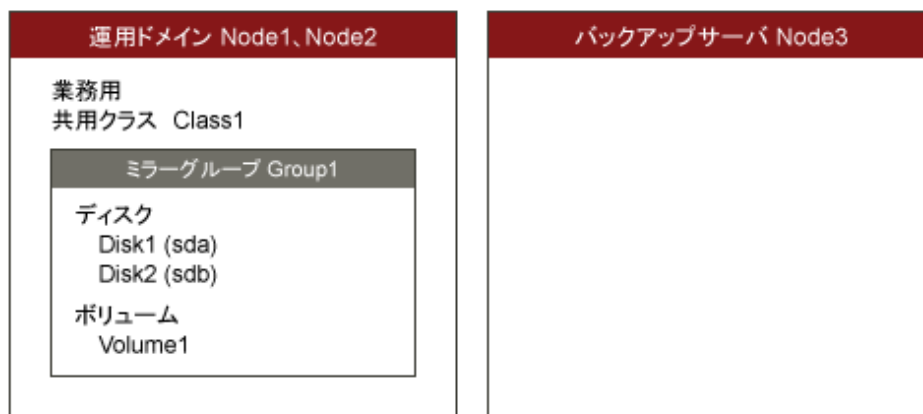 運用ドメイン Node1、Node2
業務用
共用クラス Class1
ミラーグループ Group1
ディスク
Disk1 (sda)
Disk2 (sdb)
ボリューム
Volume1
バックアップサーバ Node3